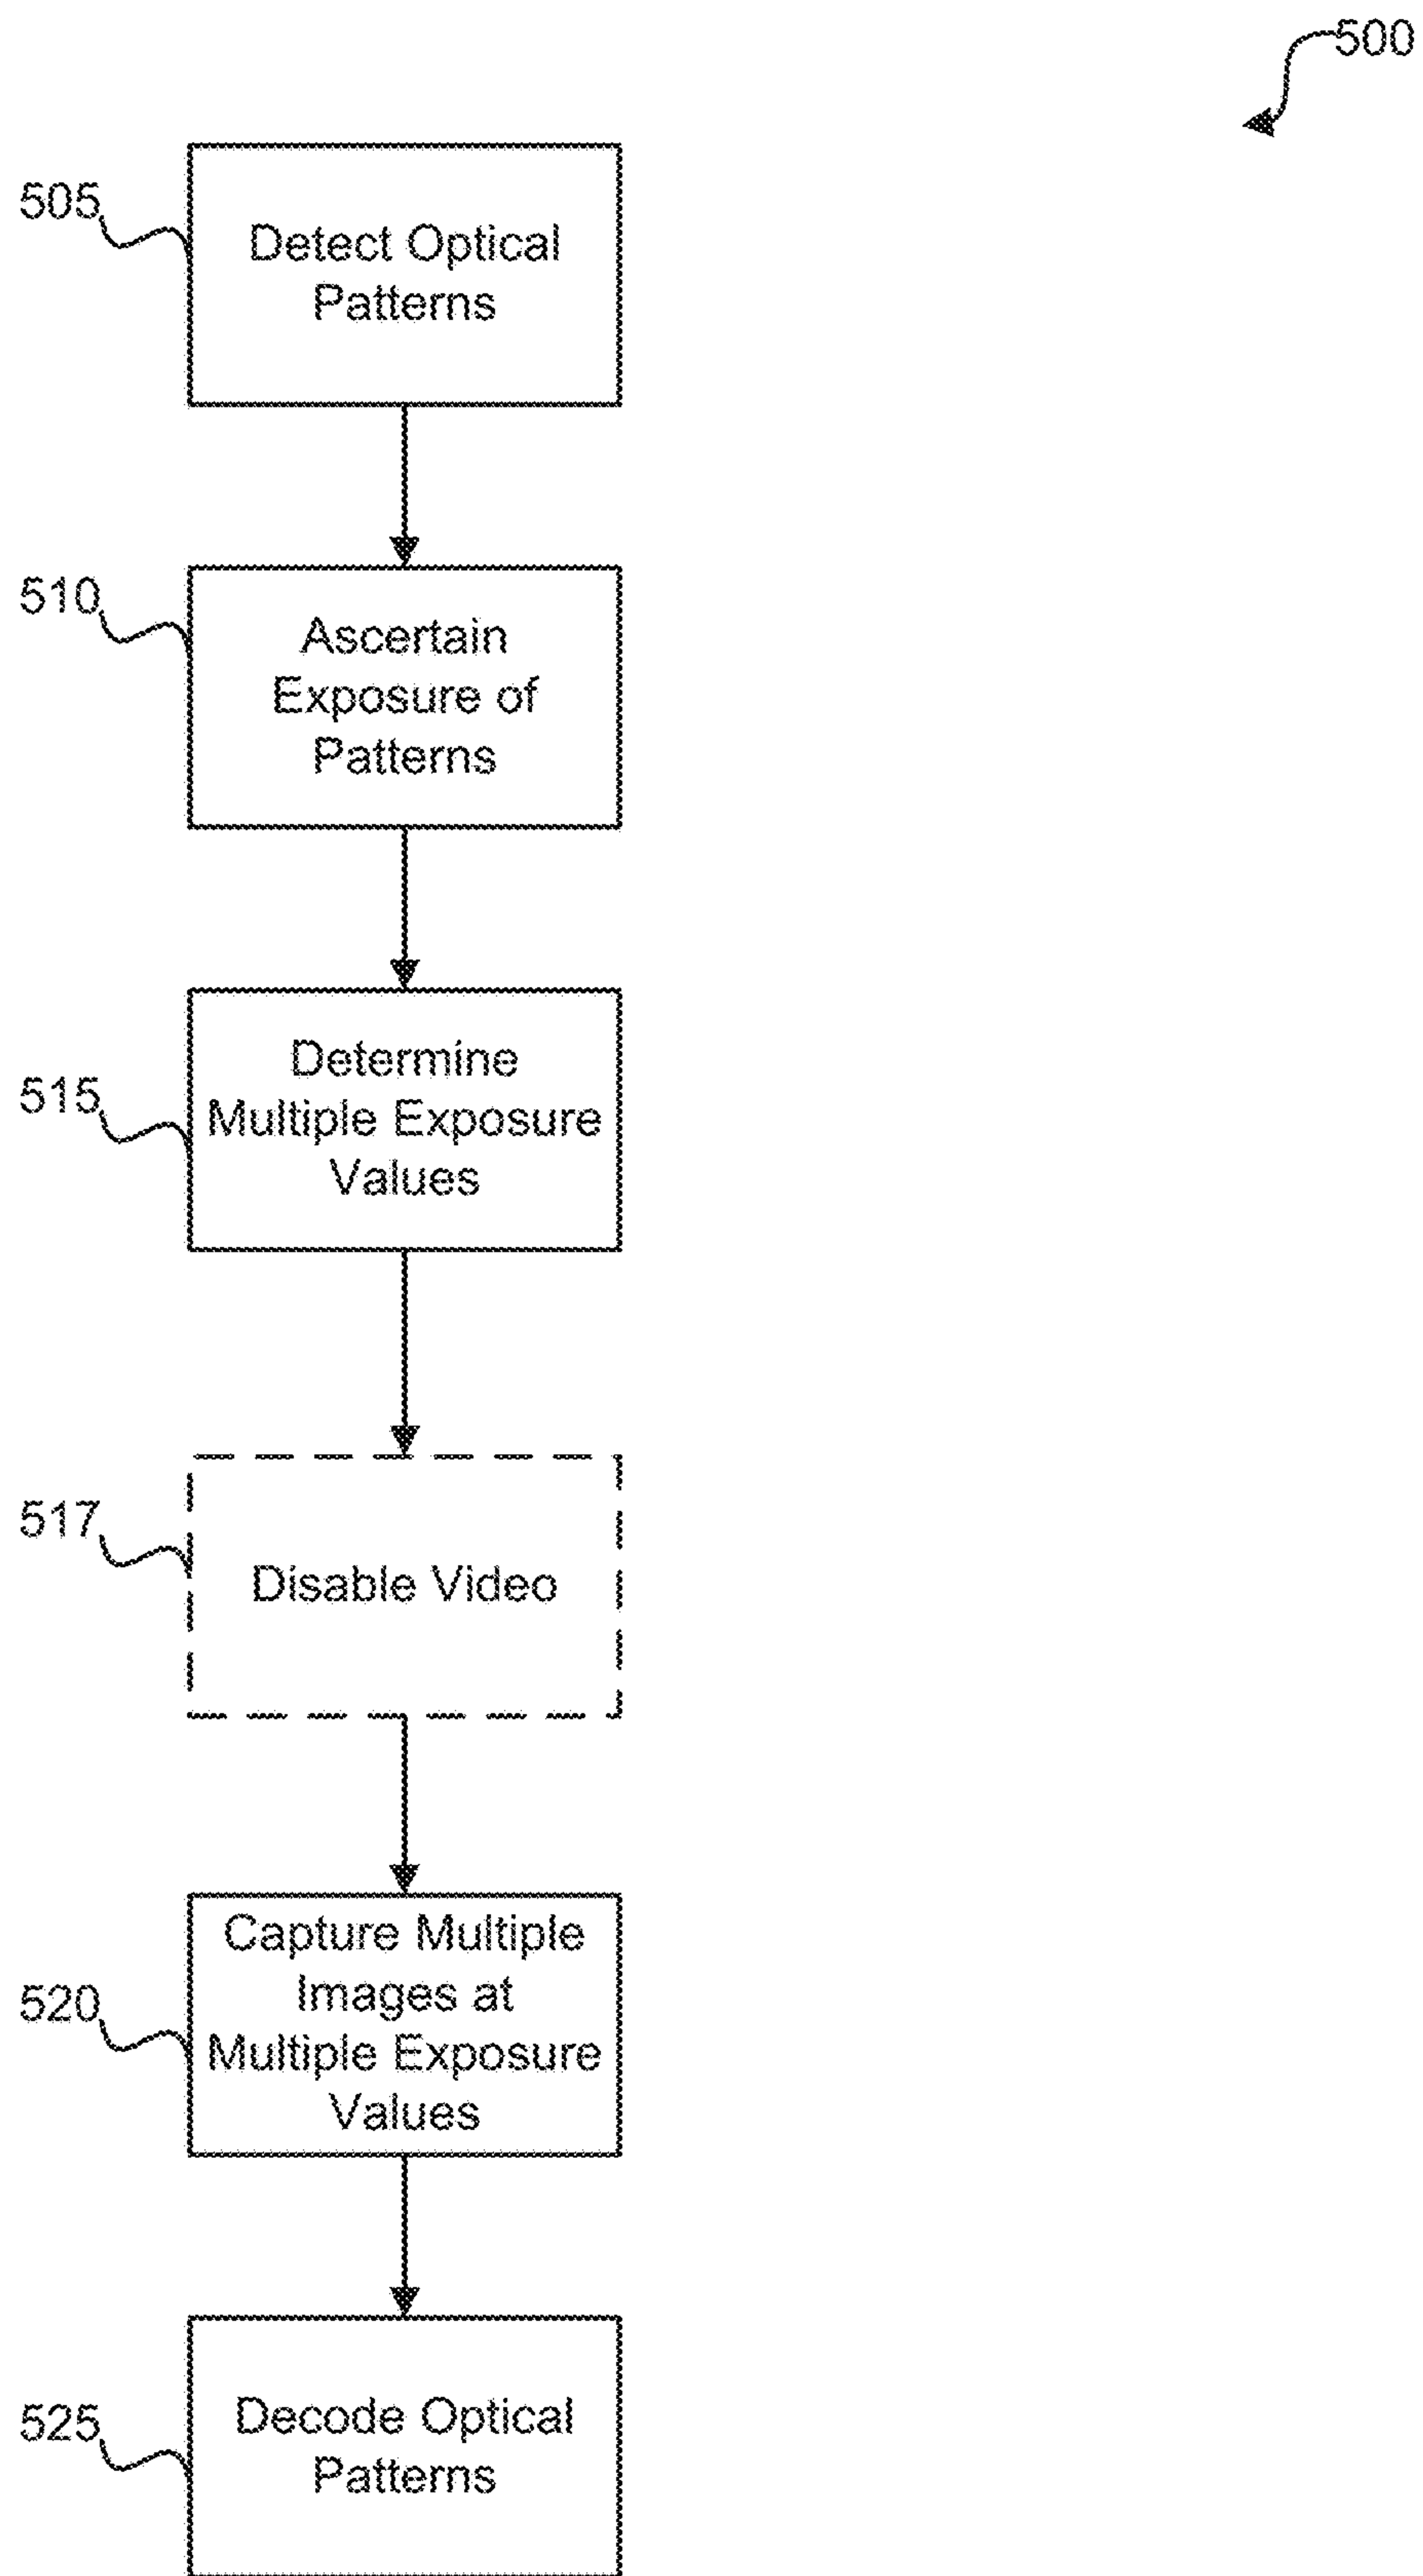 500
505
Detect Optical
Patterns
510
Ascertain
Exposure of
Patterns
515
Determine
Multiple Exposure
Values
517
Disable Video
520
Capture Multiple
Images at
Multiple Exposure
Values
525
Decode Optical
Patterns